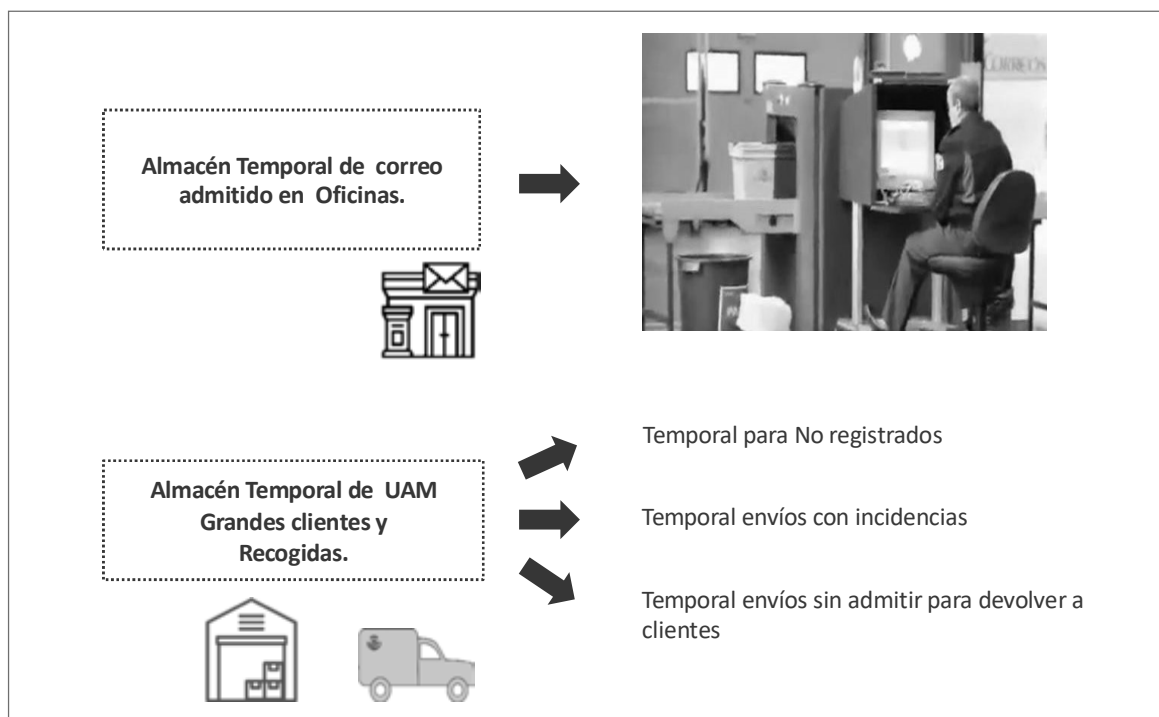 CORREOS
Almacén Temporal de correo
admitido en Oficinas.
Temporal para No registrados
Almacén Temporal de UAM
Grandes clientes y
Recogidas.
Temporal envíos con incidencias
Temporal envíos sin admitir para devolver a
clientes